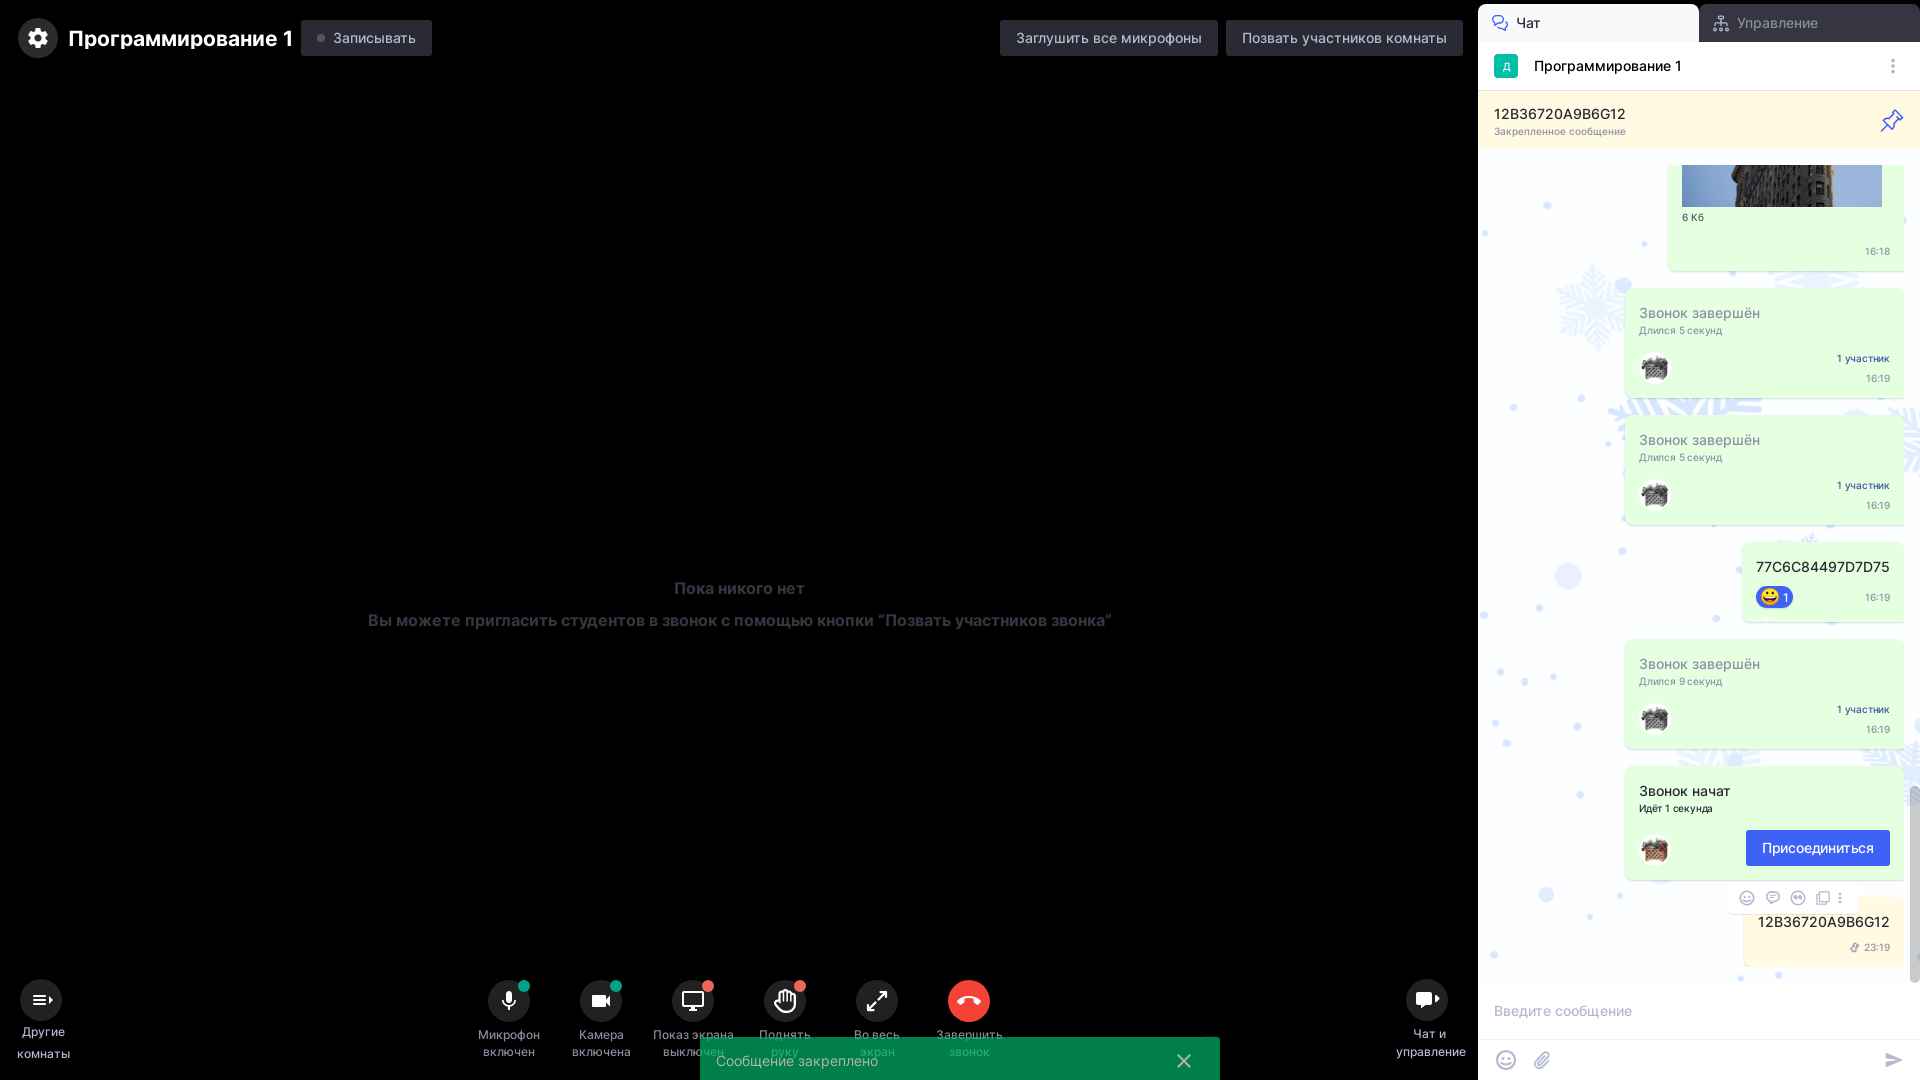 Программирование 1
Записывать
Заглушить все микрофоны
Позвать участников комнаты
Пока никого нет
Вы можете пригласить студентов в звонок с помощью кнопки “Позвать участников звонка”
Другие
комнаты
Микрофон
включен
Камера
включена
Показ экрана
выключен
Поднять
руку
Во весь
экран
Завершить
звонок
Чат и
управление
Сообщение закреплено
Чат
Управление
Д
Программирование 1
12B36720A9B6G12
Закрепленное сообщение
6 Кб
16:18
Звонок завершён
Длился 5 секунд
1 участник
16:19
Звонок завершён
Длился 5 секунд
1 участник
16:19
77C6C84497D7D75
1
16:19
Звонок завершён
Длился 9 секунд
1 участник
16:19
Звонок начат
Идёт 1 секунда
Присоединиться
12B36720A9B6G12
23:19
Введите сообщение